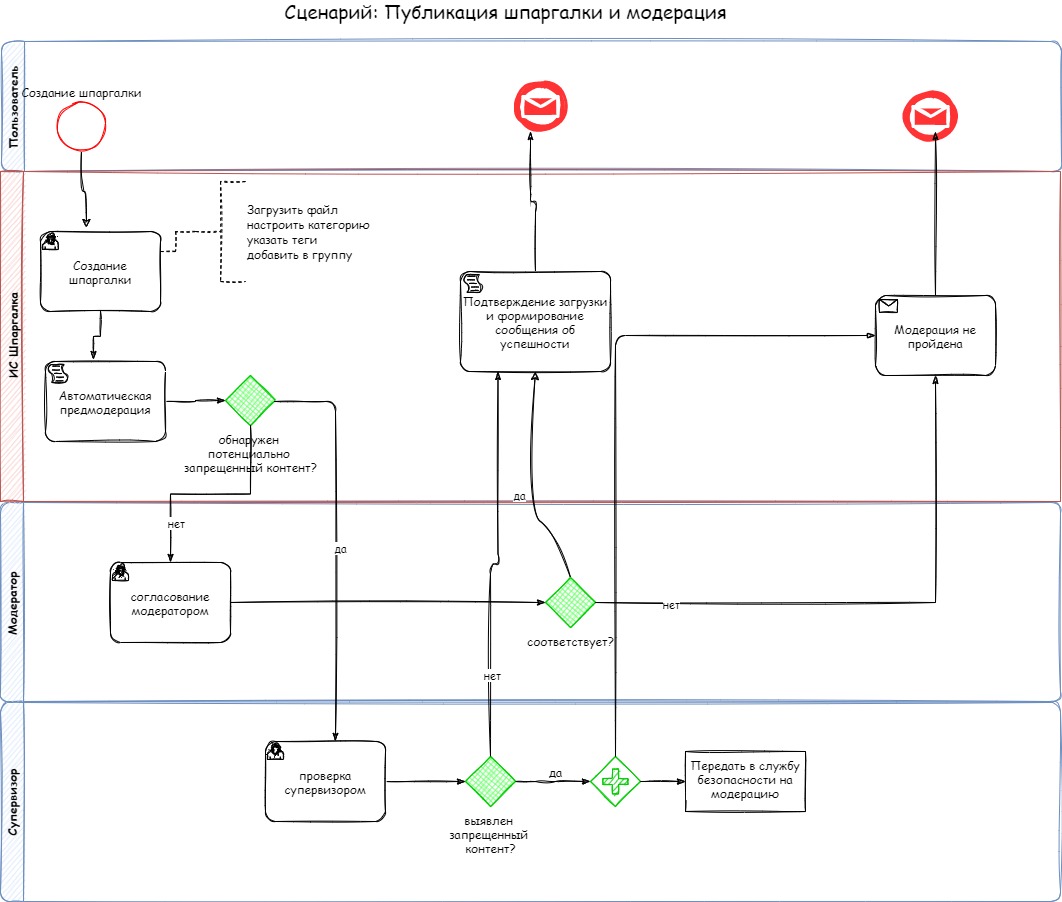 Сценарий: Публикация шпаргалки и модерация
Пользователь
Создание шпаргалки
ИС Шпаргалка
Загрузить файл
настроить категорию
указать теги
добавить в группу
Создание
шпаргалки
Подтверждение загрузки
и формирование
сообщения об
успешности
Модерация не
пройдена
Автоматическая
предмодерация
обнаружен
потенциально
запрещенный контент?
да
нет
да
Модератор
согласование
модератором
нет
соответствует?
нет
Супервизор
проверка
супервизором
да
выявлен
запрещенный
контент?
Передать в службу
безопасности на
модерацию